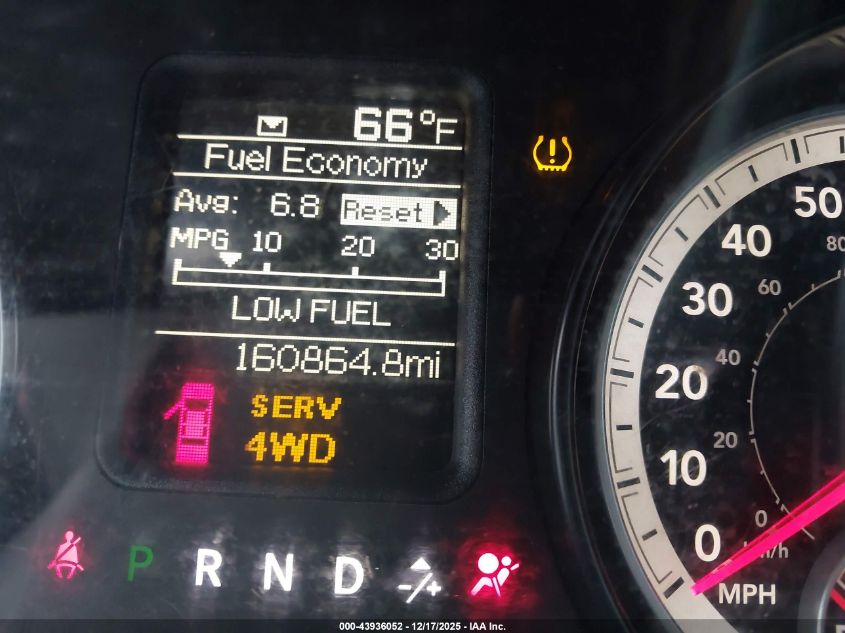 66°F
Fuel Economy
Avg: 6.8 Reset
MPG 10 20 30
LOW FUEL
160864.8mi
SERV
4WD
P R N D -/+
50
40
30
20
10
0
80
60
40
20
0
km/h
MPH
000-43936052 - 12/17/2025 - IAA Inc.